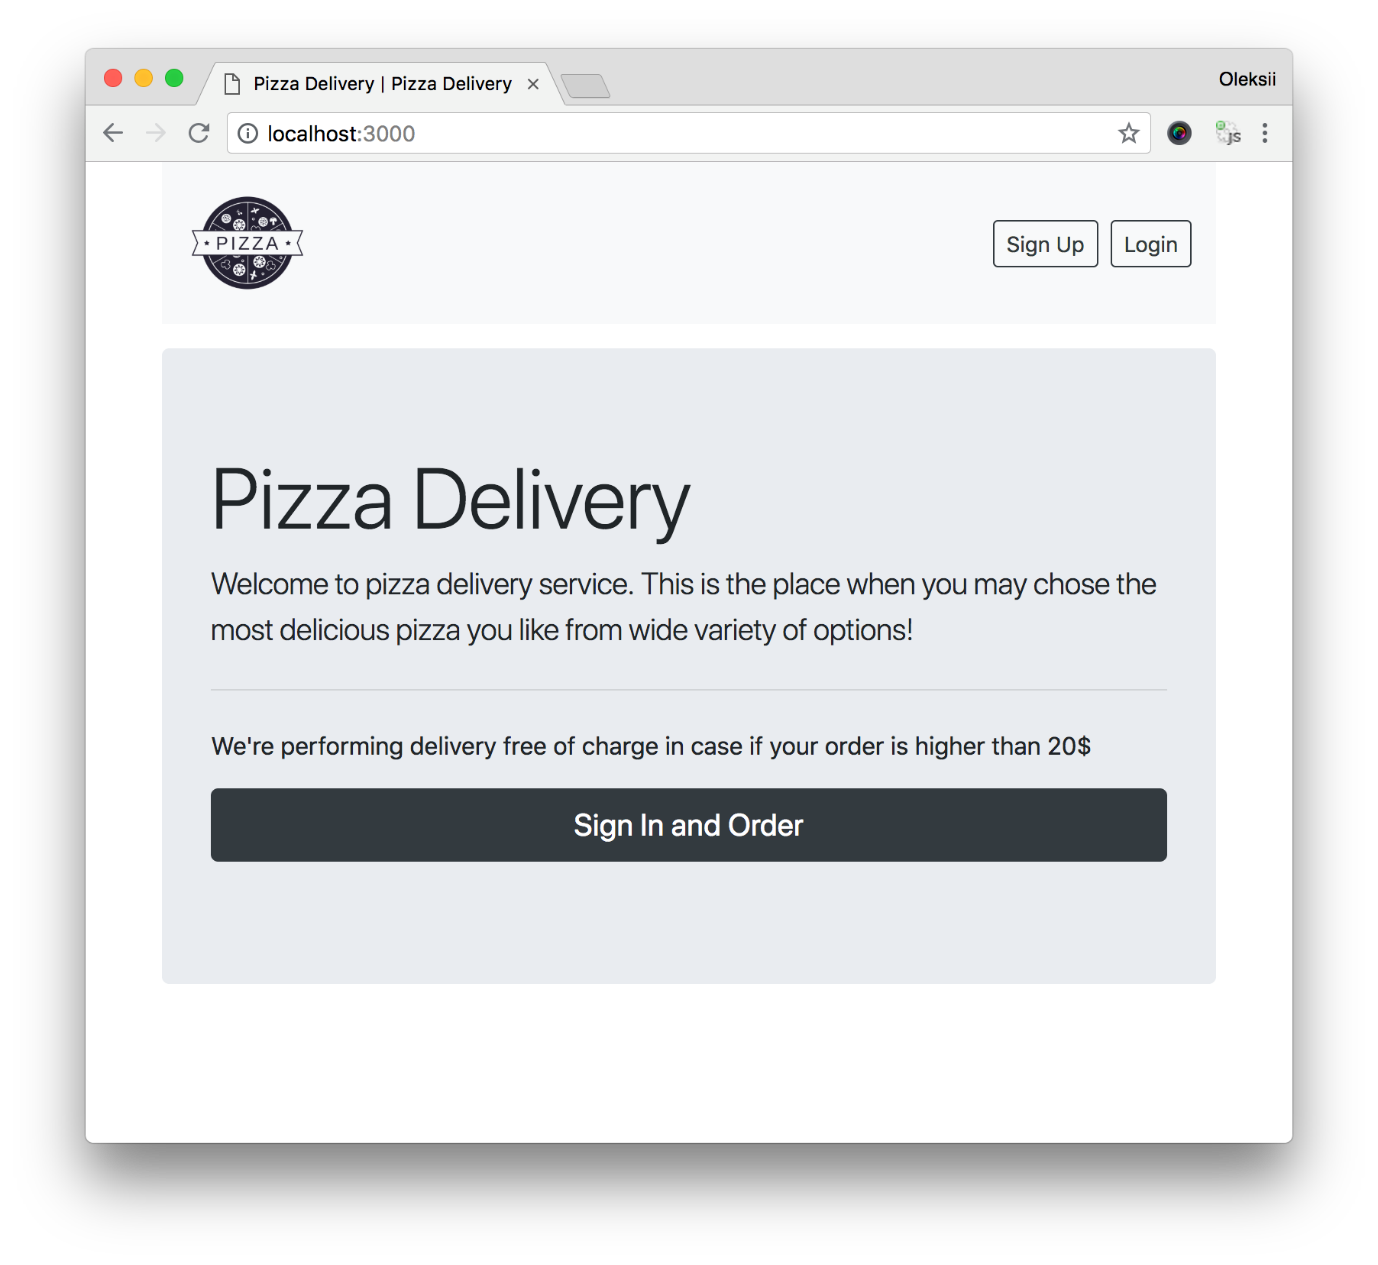 Pizza Delivery | Pizza Delivery
Oleksii
localhost:3000
js
PIZZA
Sign Up
Login
Pizza Delivery
Welcome to pizza delivery service. This is the place when you may chose the
most delicious pizza you like from wide variety of options!
We're performing delivery free of charge in case if your order is higher than 20$
Sign In and Order